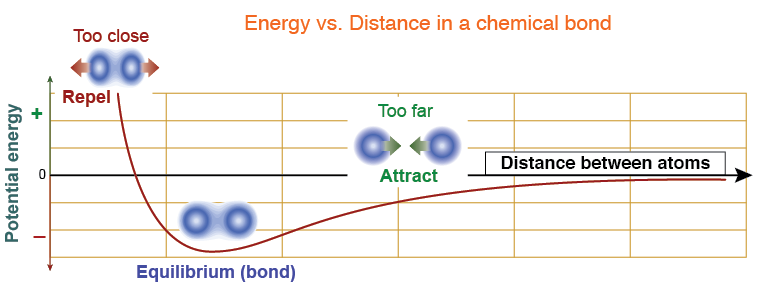 Energy vs. Distance in a chemical bond
Too close
Repel
Too far
Attract
Distance between atoms
Potential energy
+
0
−
Equilibrium (bond)